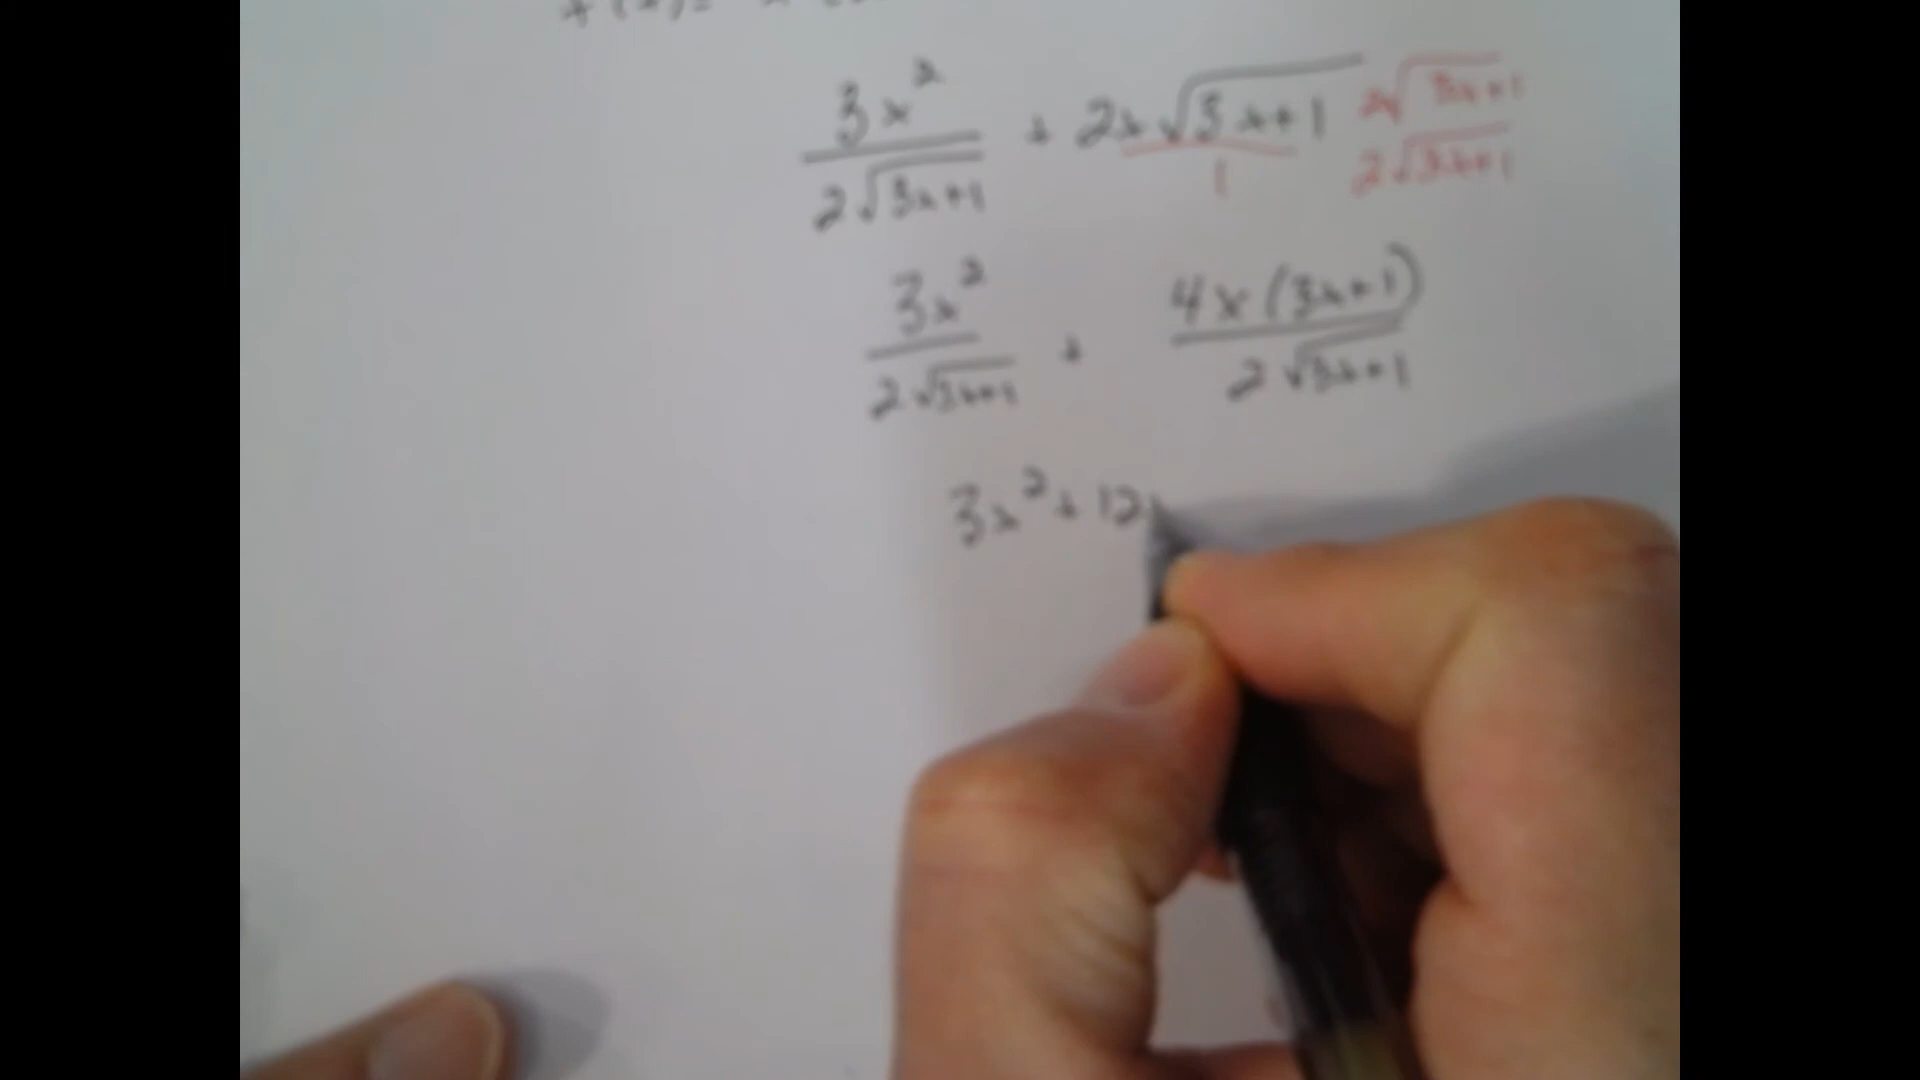 3x² / 2√3x+1 + 2x√3x+1 / 1 2√3x+1 / 2√3x+1
3x² / 2√3x+1 + 4x(3x+1) / 2√3x+1
3x² + 12x